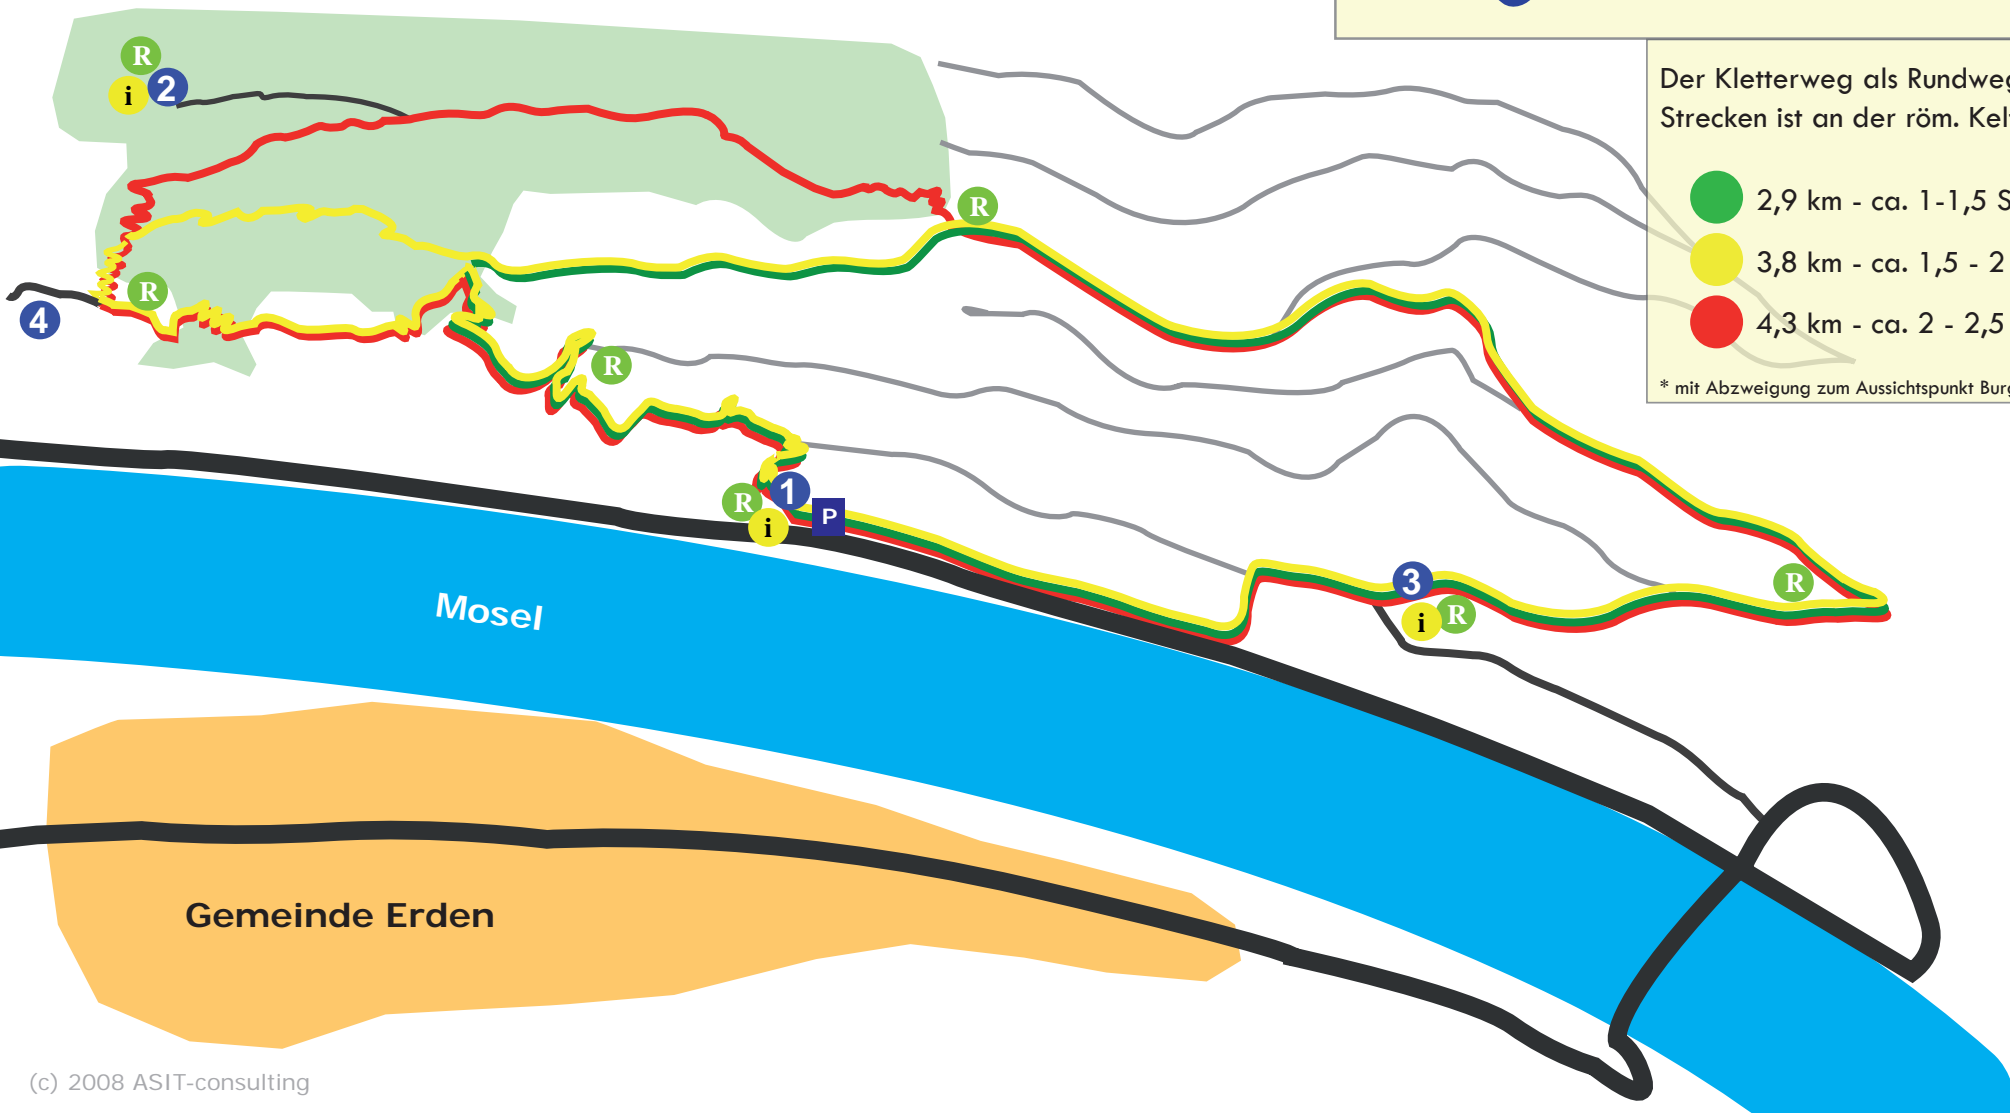 R
i 2
Der Kletterweg als Rundweg
Strecken ist an der röm. Kel
2,9 km - ca. 1-1,5 S
3,8 km - ca. 1,5 - 2
4,3 km - ca. 2 - 2,5
* mit Abzweigung zum Aussichtspunkt Burg
R
R
4
R
1
R
i
P
3
i R
R
Mosel
Gemeinde Erden
(c) 2008 ASIT-consulting